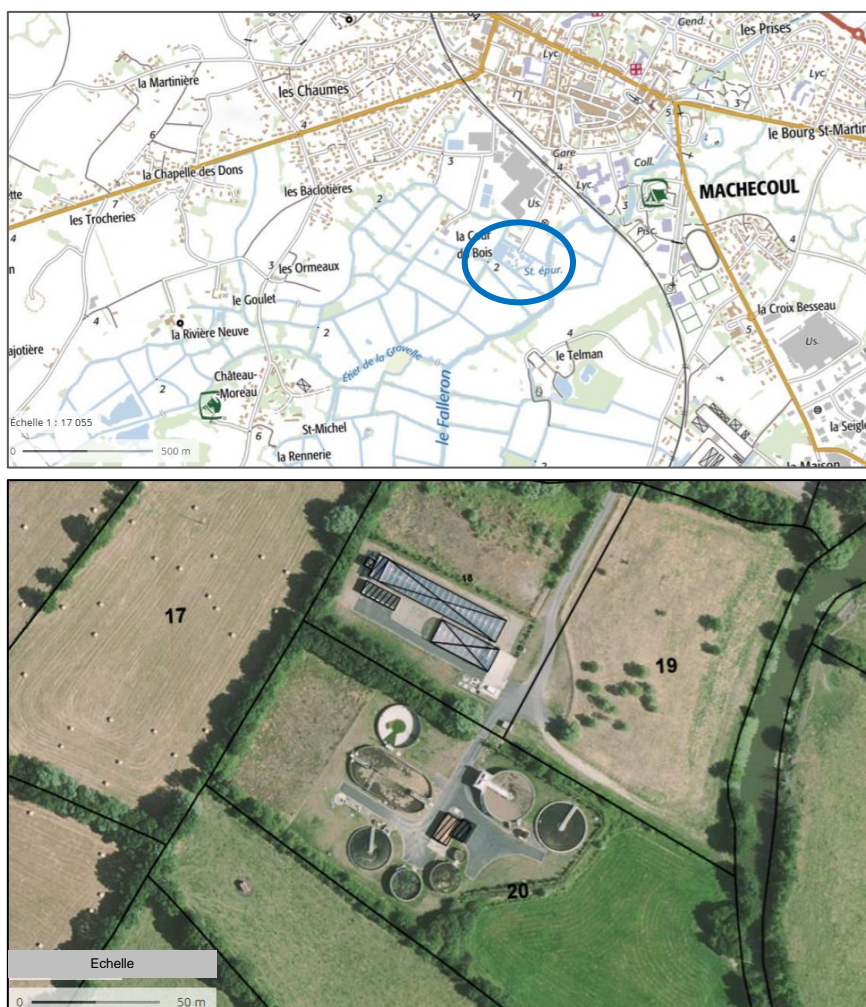 Gend.
les Prises
Lyc.
la Martinière
Lyc.
les Chaumes
3
4
5
6
le Bourg St-Martin
3
Gare
Coll.
la Chapelle des Dons
MACHECOUL
7
les Baclotières
2
Us.
Lyc.
les Trocheries
4
la Cour
du Bois
Pisc.
2
St. épur.
les Ormeaux
3
le Goulet
la Croix Besseau
4
la Rivière Neuve
2
4
le Telman
5
Us.
ajotière
Étier de la Gravelle
Château-
Moreau
2
le Falleron
Échelle 1 : 17 055
St-Michel
la Seigle
0 500 m
6
la Rennerie
2
la Maison
18
17
19
20
Echelle
0 50 m